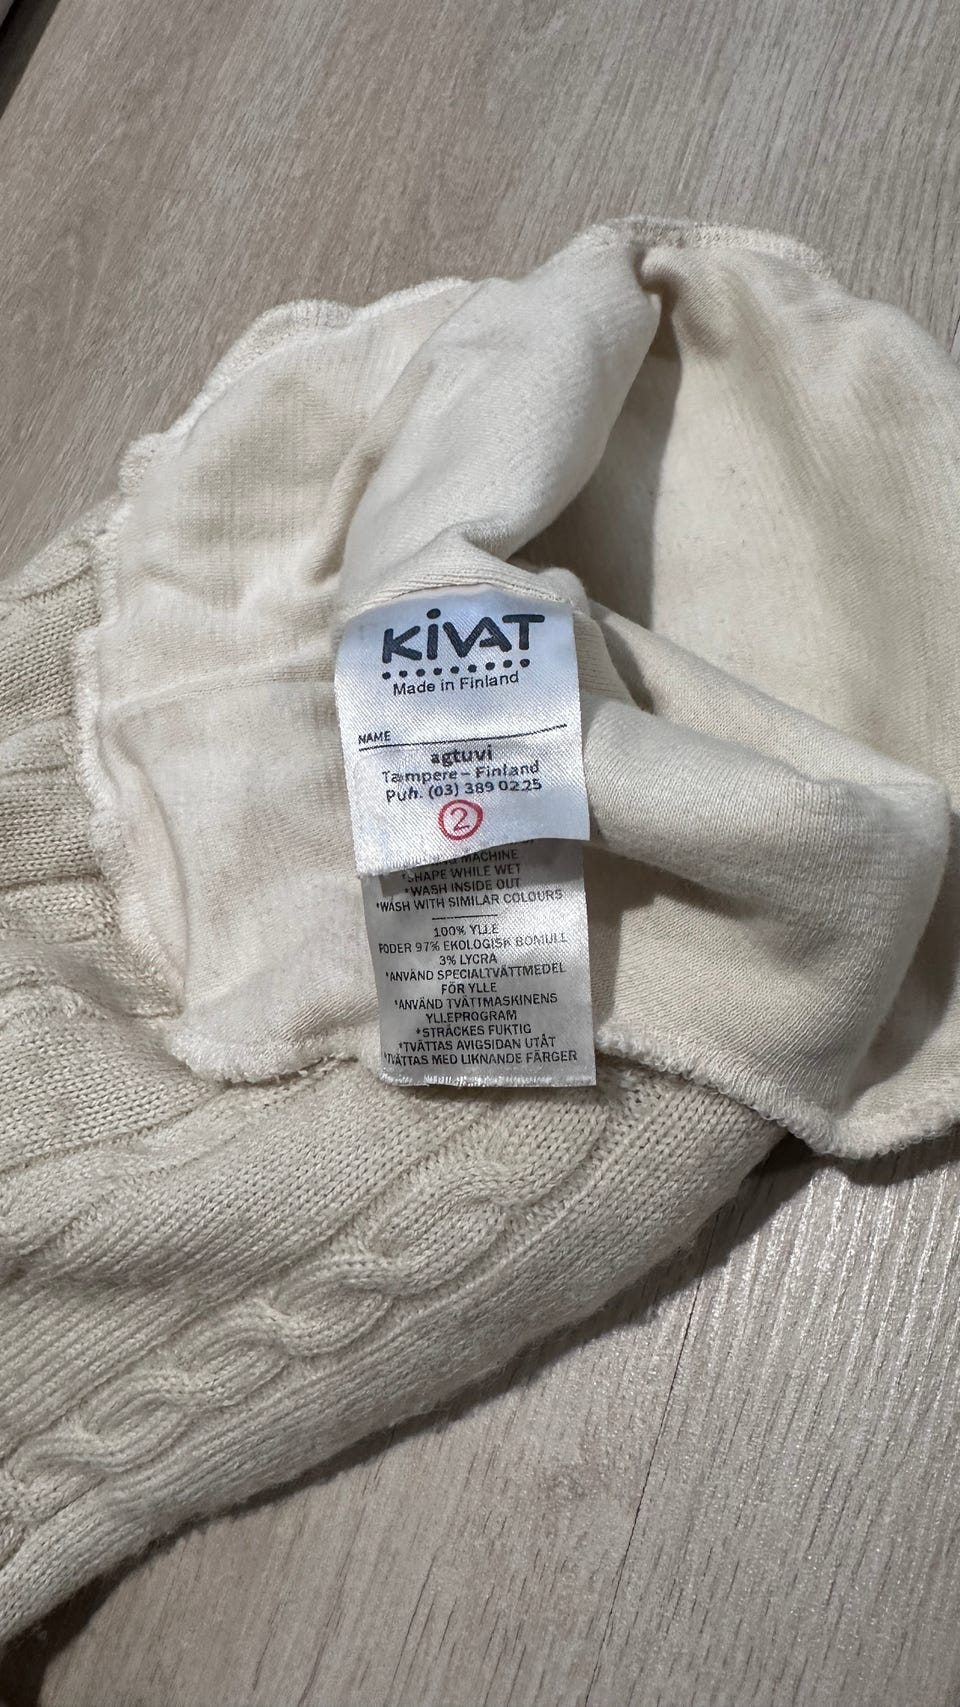 KiVAT
Made in Finland
NAME
agtuvi
Tampere - Finland
Puh. (03) 389 0225
2
MACHINE
*SHAPE WHILE WET
*WASH INSIDE OUT
*WASH WITH SIMILAR COLOURS
100% YLLE
FODER 97% EKOLOGISK BOMULL
3% LYCRA
*ANVÄND SPECIALTVÄTTMEDEL
FÖR YLLE
*ANVÄND TVÄTTMASKINENS
YLLEPROGRAM
*STRÄCKES FUKTIG
*TVÄTTAS AVIGSIDAN UTÅT
*TVÄTTAS MED LIKNANDE FÄRGER